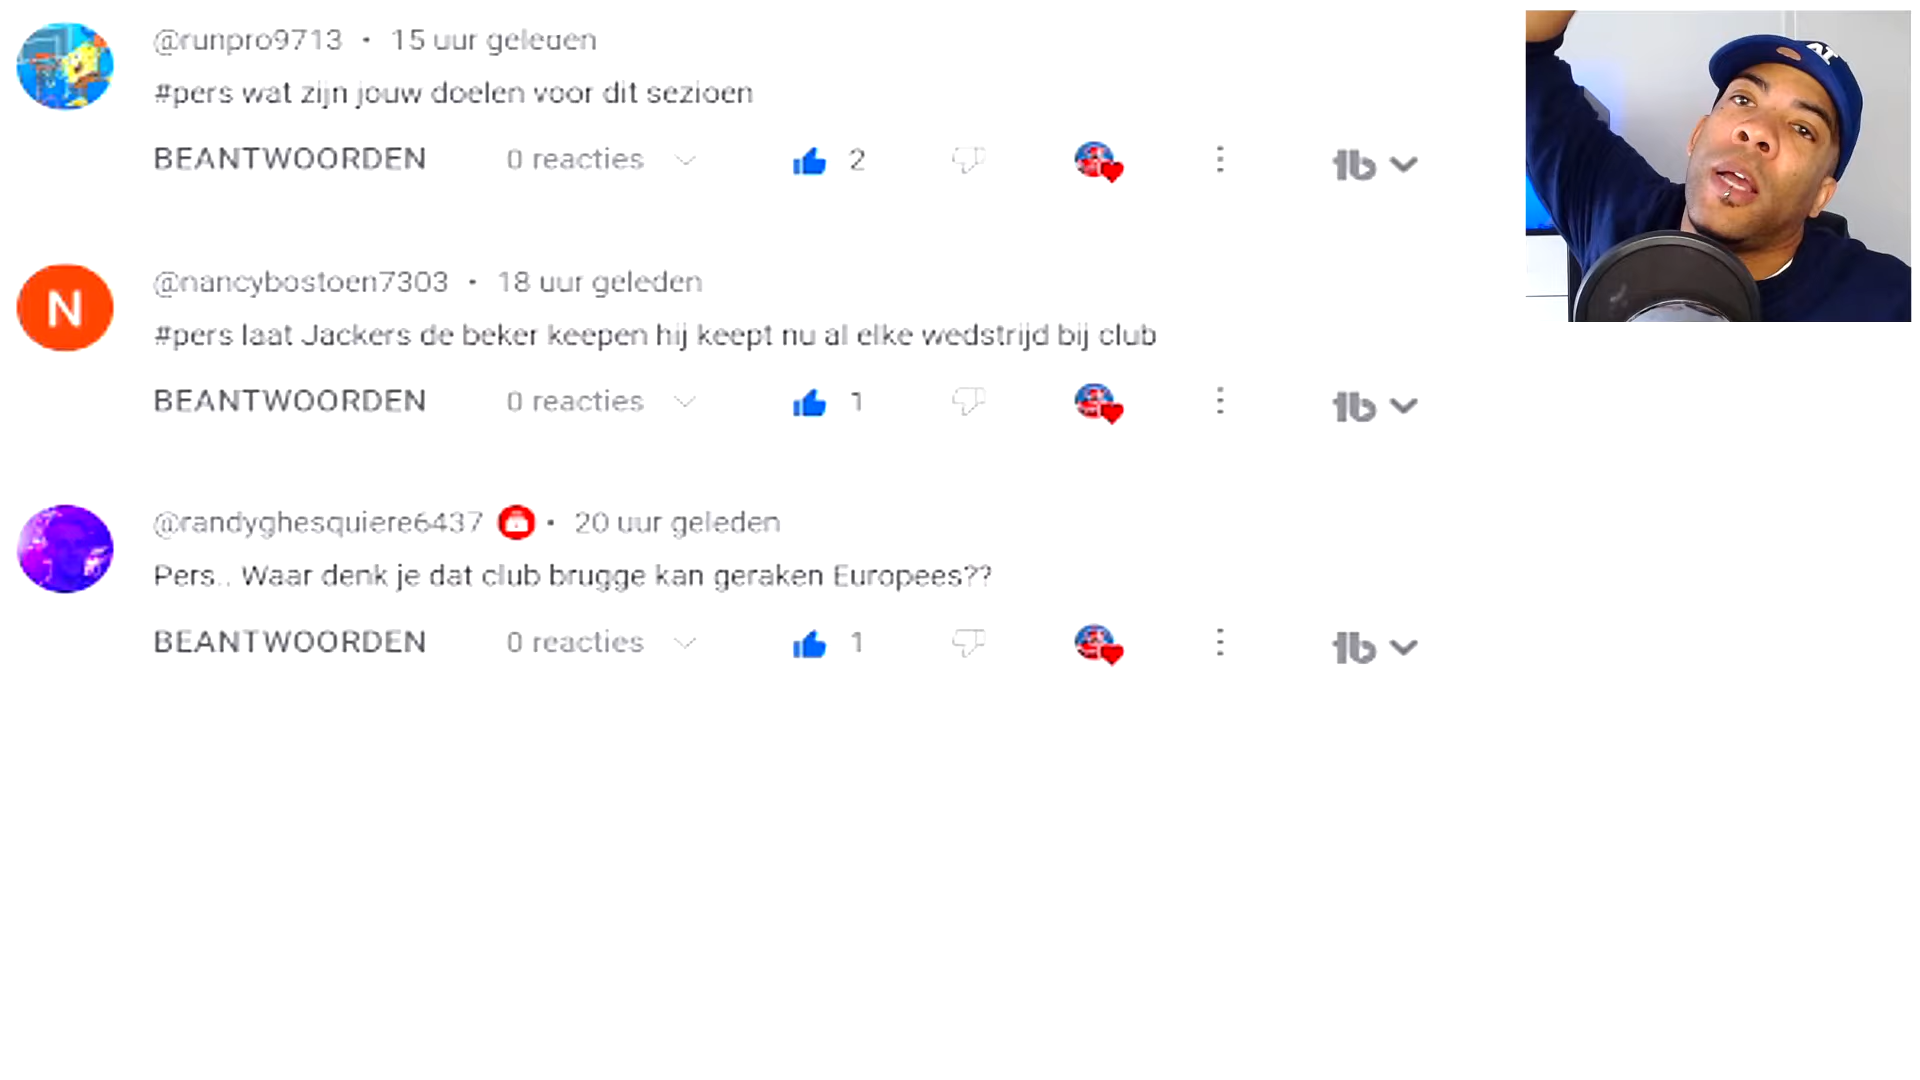 @runpro9713 • 15 uur geleden
#pers wat zijn jouw doelen voor dit sezioen
BEANTWOORDEN 0 reacties 2
N
@nancybostoen7303 • 18 uur geleden
#pers laat Jackers de beker keepen hij keept nu al elke wedstrijd bij club
BEANTWOORDEN 0 reacties 1
@randyghesquiere6437 • 20 uur geleden
Pers.. Waar denk je dat club brugge kan geraken Europees??
BEANTWOORDEN 0 reacties 1